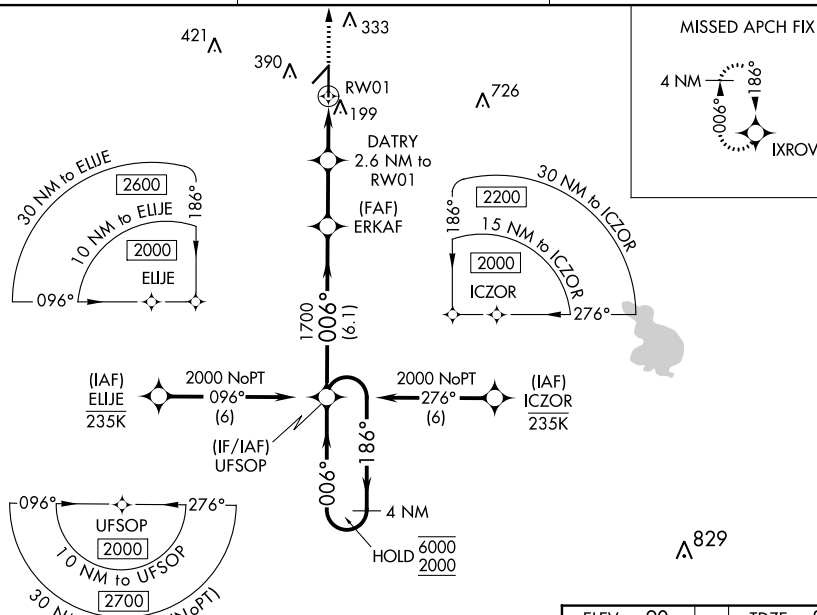 421
333
390
RW01
199
726
MISSED APCH FIX
4 NM
186°
006°
IXROV
DATRY
2.6 NM to
RW01
(FAF)
ERKAF
30 NM to ELIJE
2600
186°
10 NM to ELIJE
2000
ELIJE
096°
30 NM to ICZOR
2200
186°
15 NM to ICZOR
2000
ICZOR
276°
1700
006°
(6.1)
(IAF)
ELIJE
235K
2000 NoPT
096°
(6)
2000 NoPT
276°
(6)
(IAF)
ICZOR
235K
(IF/IAF)
UFSOP
006°
186°
4 NM
HOLD
6000
2000
096°
276°
UFSOP
2000
10 NM to UFSOP
2700
30 N
(NoPT)
829
ELEV
TDZE